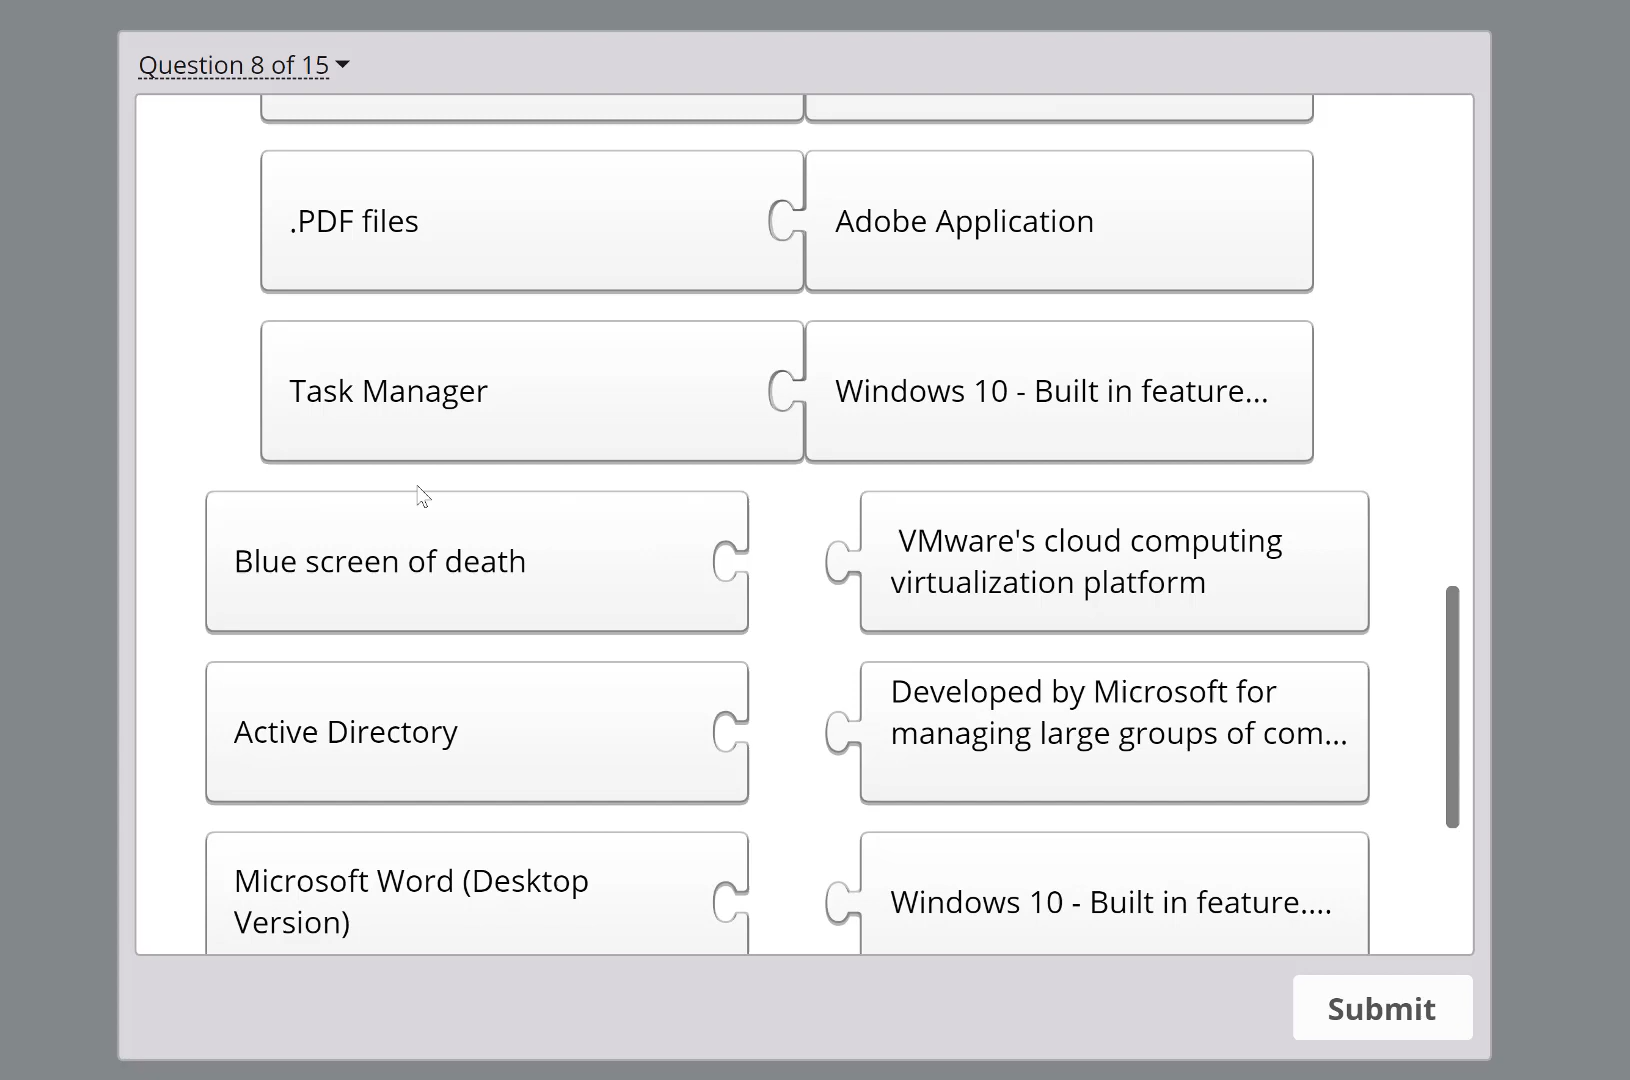 Question 8 of 15
.PDF files
Adobe Application
Task Manager
Windows 10 - Built in feature...
Blue screen of death
VMware's cloud computing
virtualization platform
Active Directory
Developed by Microsoft for
managing large groups of com...
Microsoft Word (Desktop
Version)
Windows 10 - Built in feature....
Submit